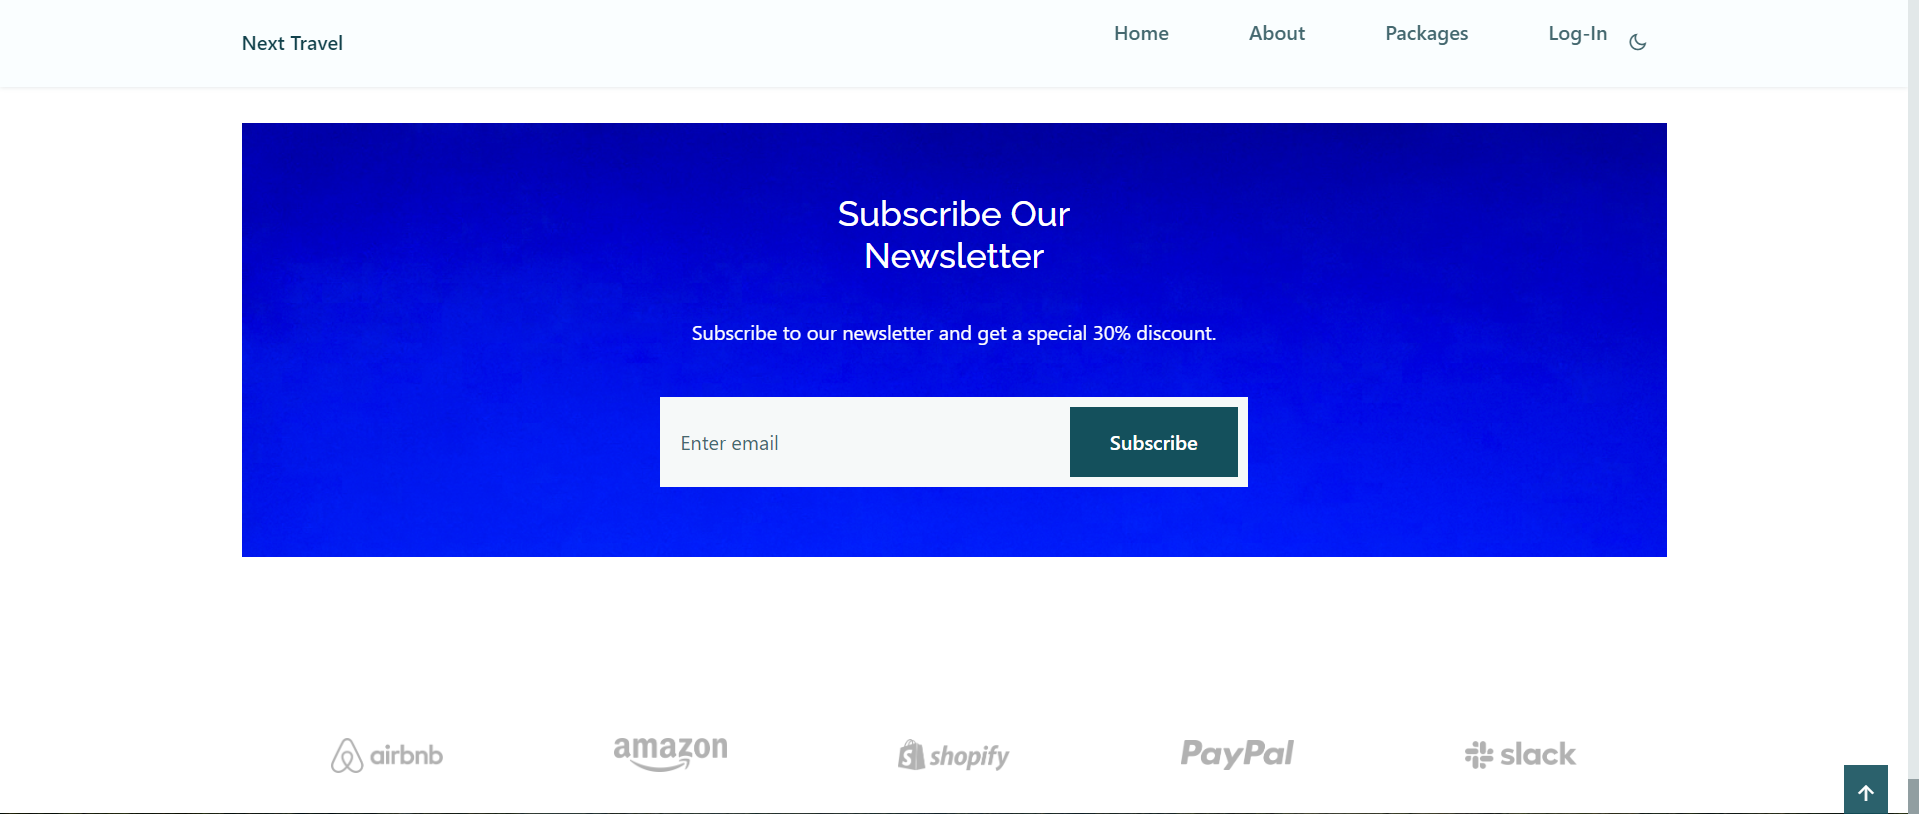 Next Travel
Home
About
Packages
Log-In
Subscribe Our
Newsletter
Subscribe to our newsletter and get a special 30% discount.
Enter email
Subscribe
airbnb
amazon
shopify
PayPal
slack